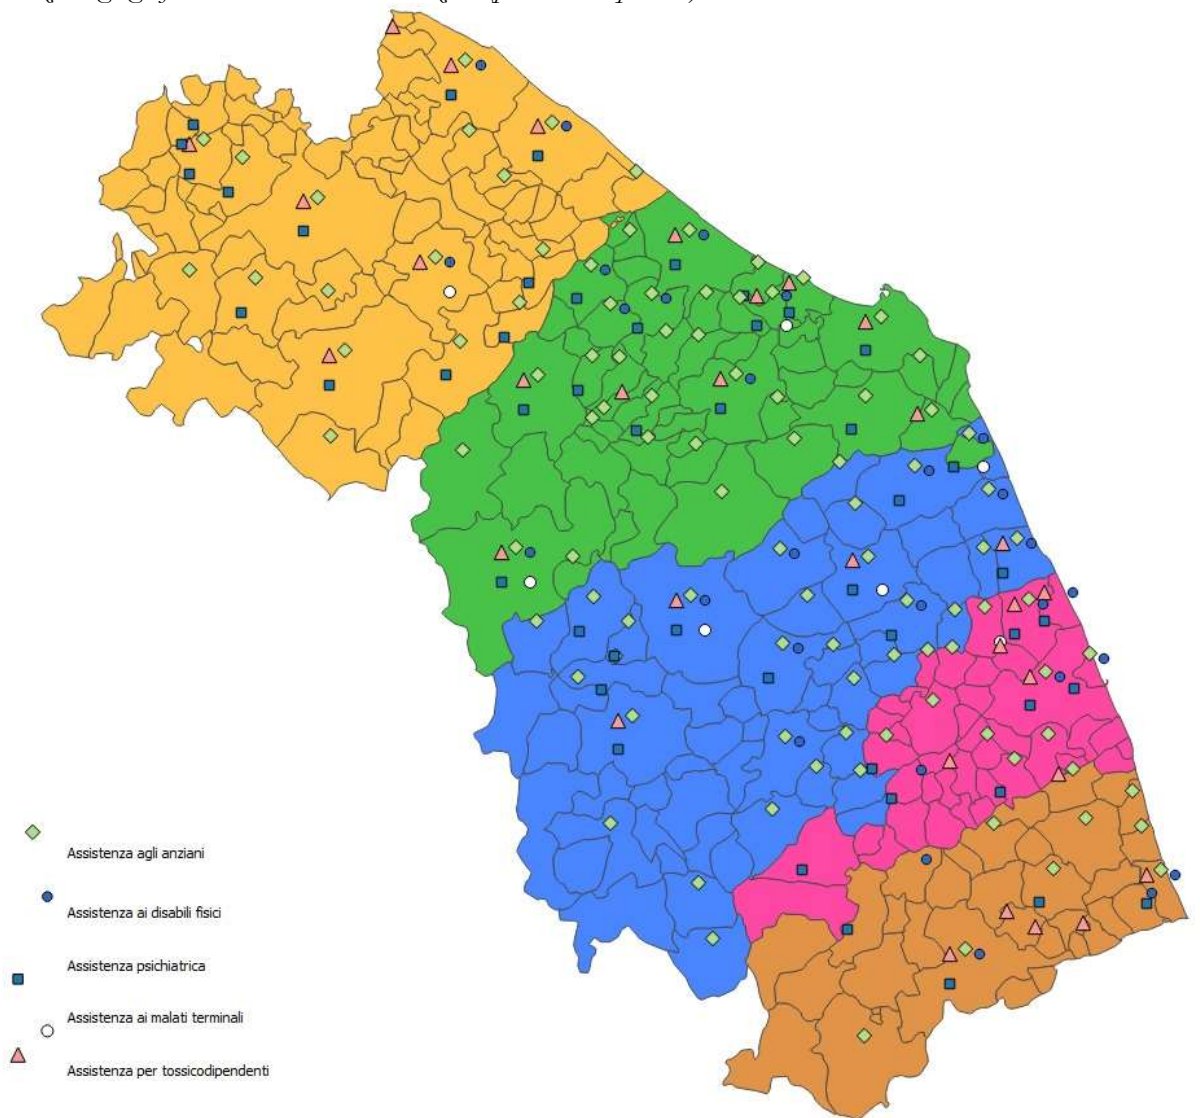 Assistenza agli anziani
Assistenza ai disabili fisici
Assistenza psichiatrica
Assistenza ai malati terminali
Assistenza per tossicodipendenti